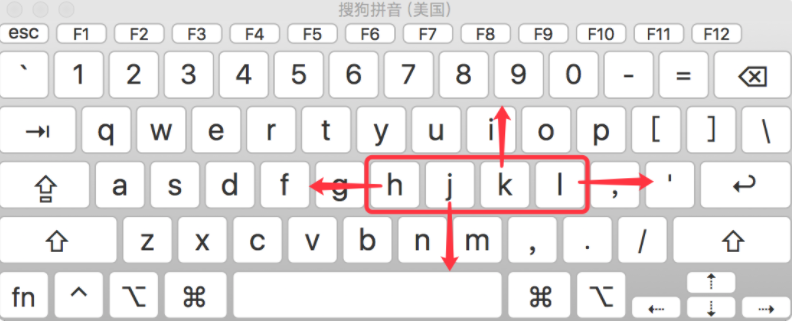 搜狗拼音 (美国)
esc F1 F2 F3 F4 F5 F6 F7 F8 F9 F10 F11 F12
` 1 2 3 4 5 6 7 8 9 0 - =
q w e r t y u i o p [ ] \
a s d f g h j k l ; '
z x c v b n m , . /
fn ^ ⌥ ⌘ ⌘ ⌥